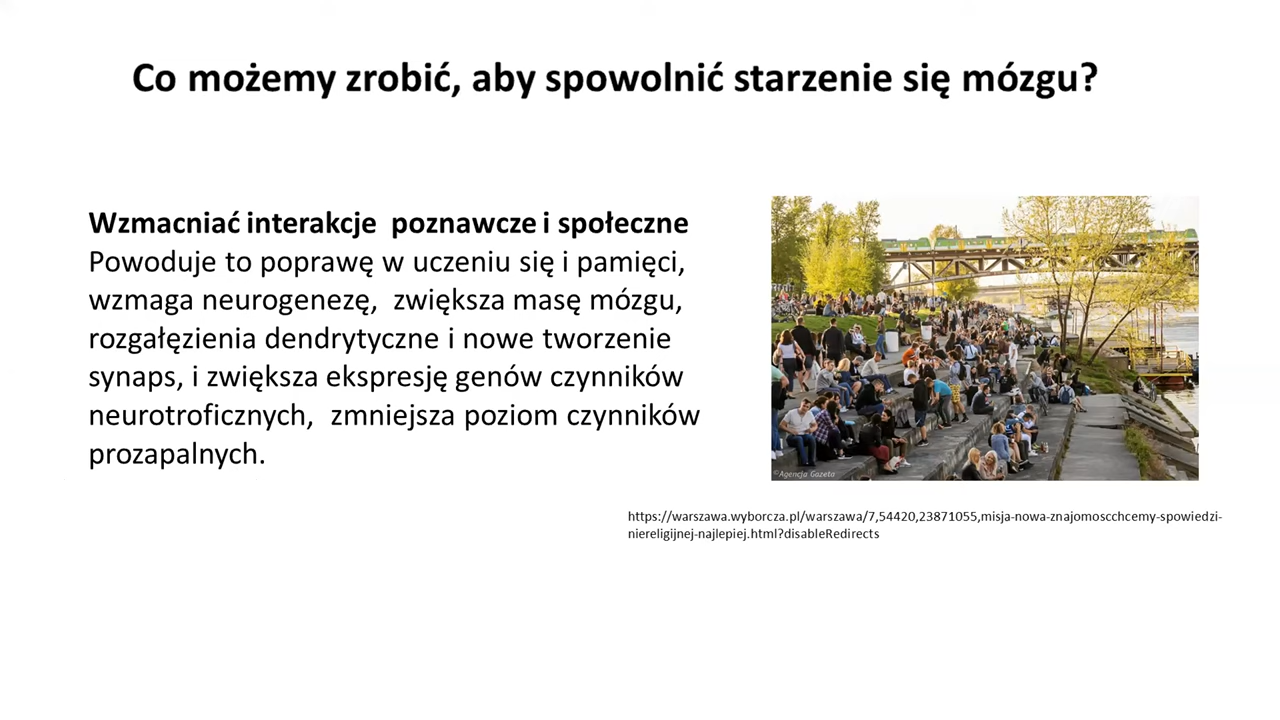 Co możemy zrobić, aby spowolnić starzenie się mózgu?
Wzmacniać interakcje  poznawcze i społeczne
Powoduje to poprawę w uczeniu się i pamięci,
wzmaga neurogenezę,  zwiększa masę mózgu,
rozgałęzienia dendrytyczne i nowe tworzenie
synaps, i zwiększa ekspresję genów czynników
neurotroficznych,  zmniejsza poziom czynników
prozapalnych.
©Agencja Gazeta
https://warszawa.wyborcza.pl/warszawa/7,54420,23871055,misja-nowa-znajomoscchcemy-spowiedzi-
niereligijnej-najlepiej.html?disableRedirects